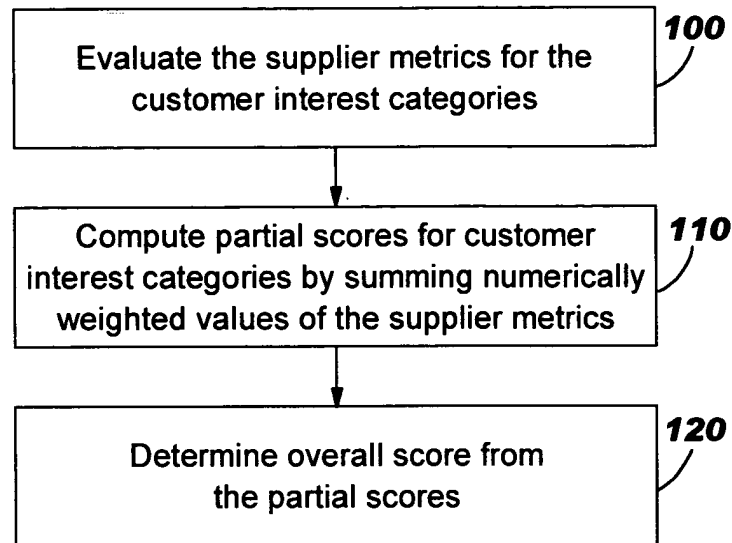 100
Evaluate the supplier metrics for the
customer interest categories
110
Compute partial scores for customer
interest categories by summing numerically
weighted values of the supplier metrics
120
Determine overall score from
the partial scores